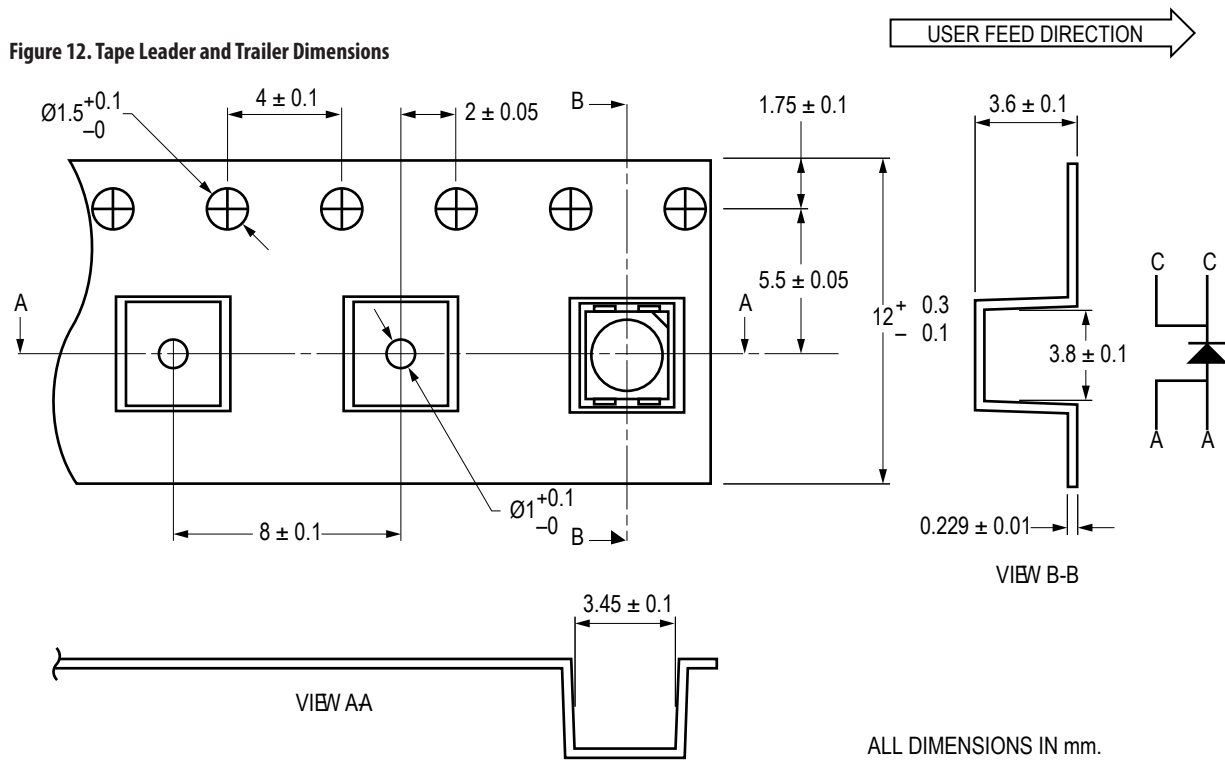 USER FEED DIRECTION
Figure 12. Tape Leader and Trailer Dimensions
Ø1.5 +0.1 –0
4 ± 0.1
2 ± 0.05
B
1.75 ± 0.1
3.6 ± 0.1
A
A
5.5 ± 0.05
12 + 0.3 – 0.1
3.8 ± 0.1
C C
A A
8 ± 0.1
Ø1 +0.1 –0
B
0.229 ± 0.01
VIEW B-B
3.45 ± 0.1
VIEW A-A
ALL DIMENSIONS IN mm.